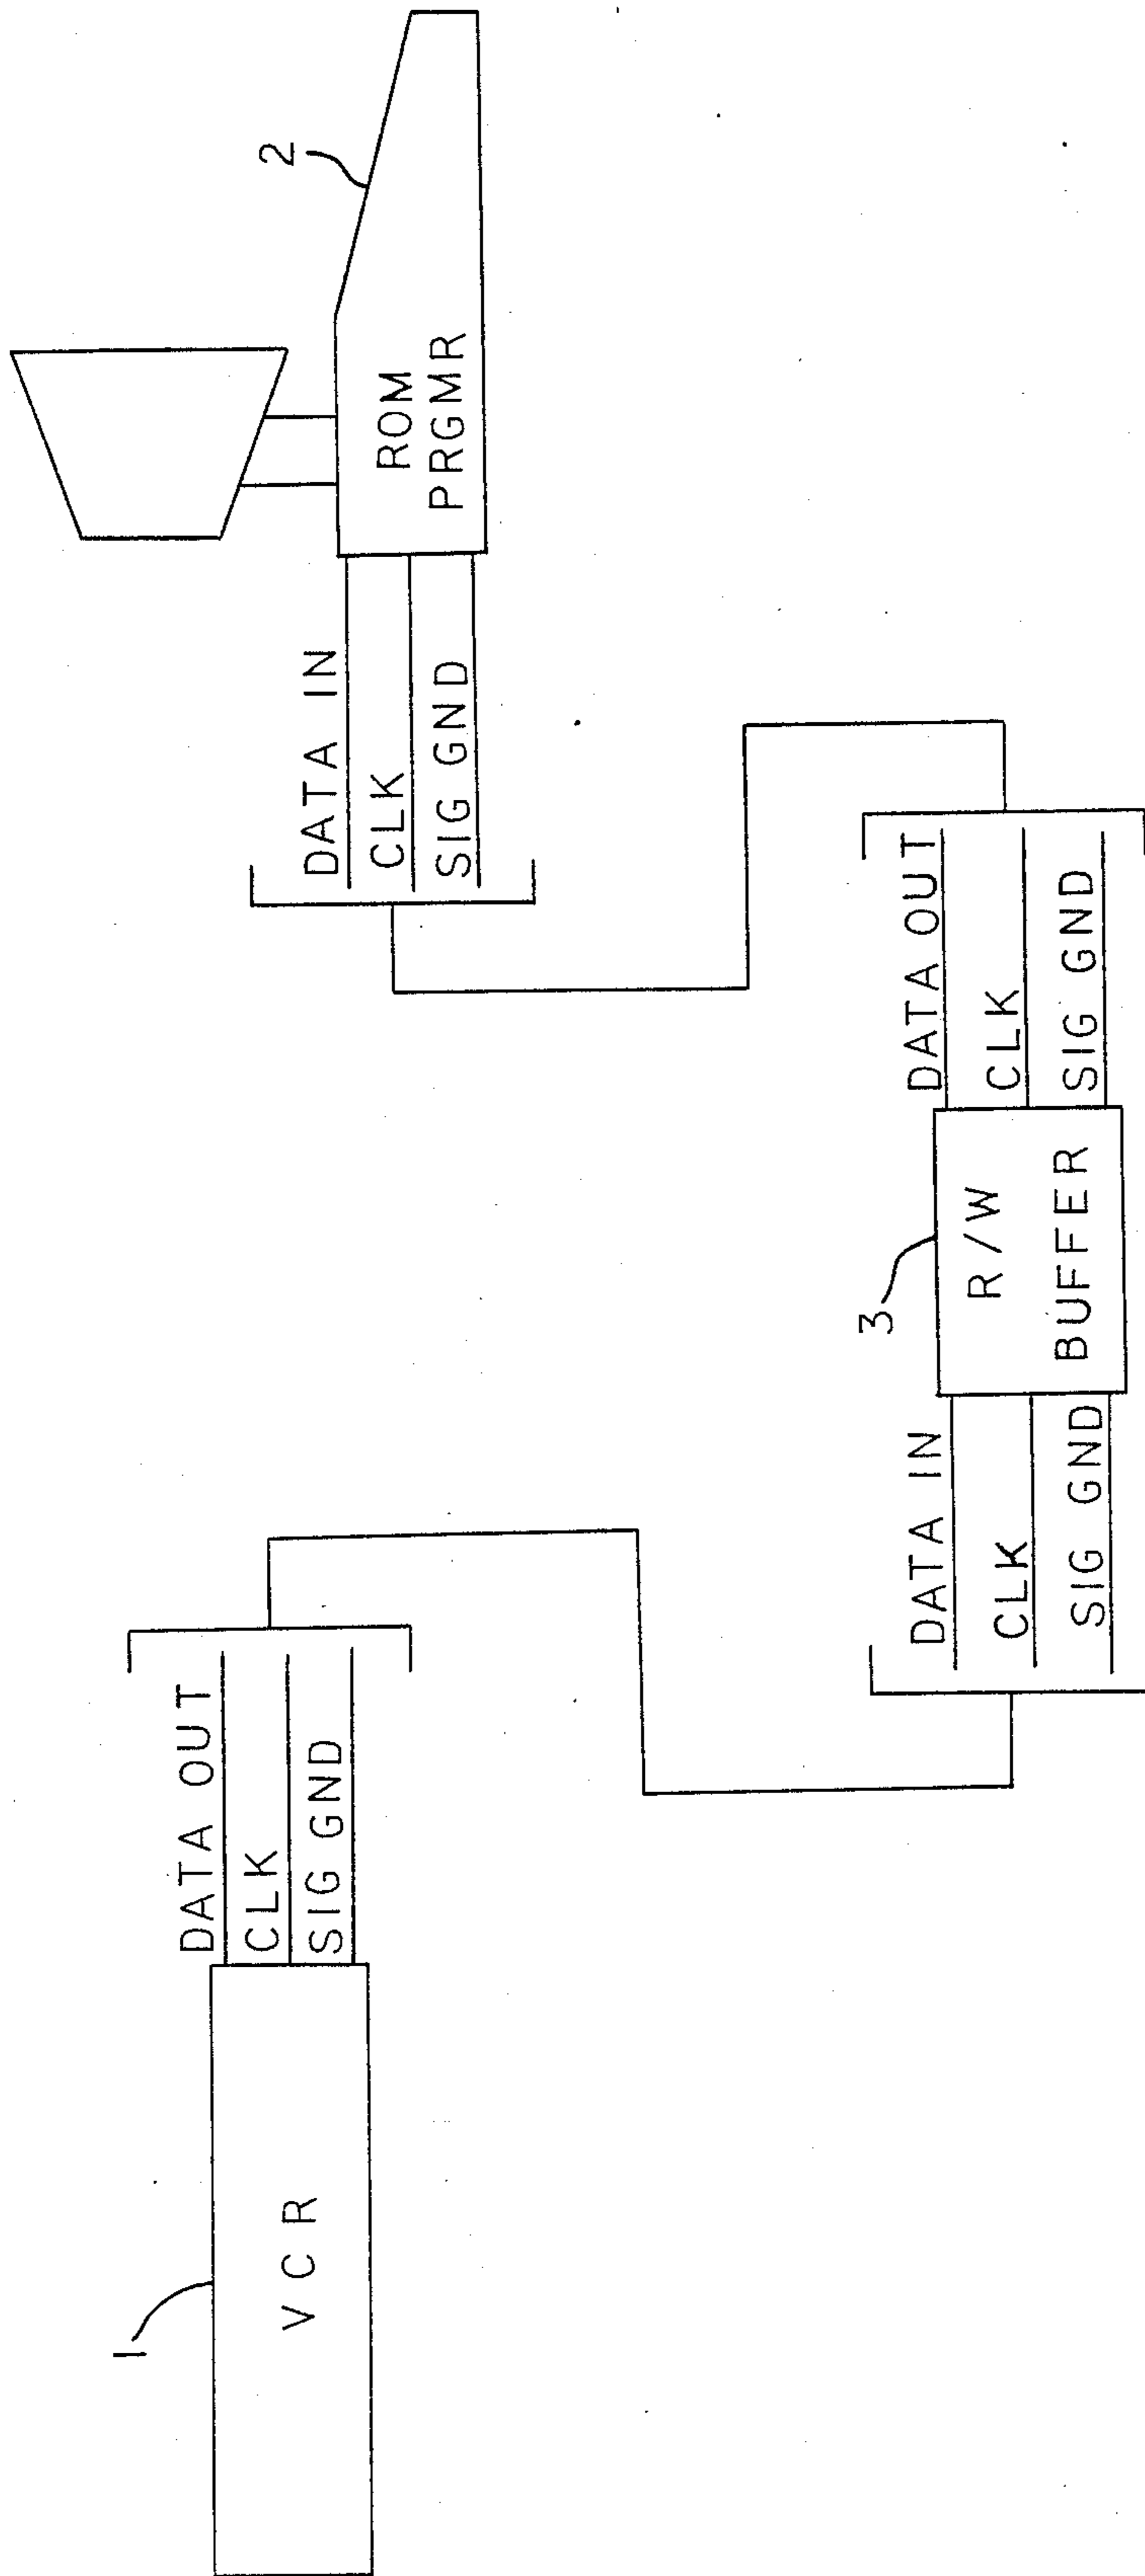 1
V C R
DATA OUT
CLK
SIG GND
2
ROM
PRGMR
DATA IN
CLK
SIG GND
3
R/W
BUFFER
DATA IN
CLK
SIG GND
DATA OUT
CLK
SIG GND